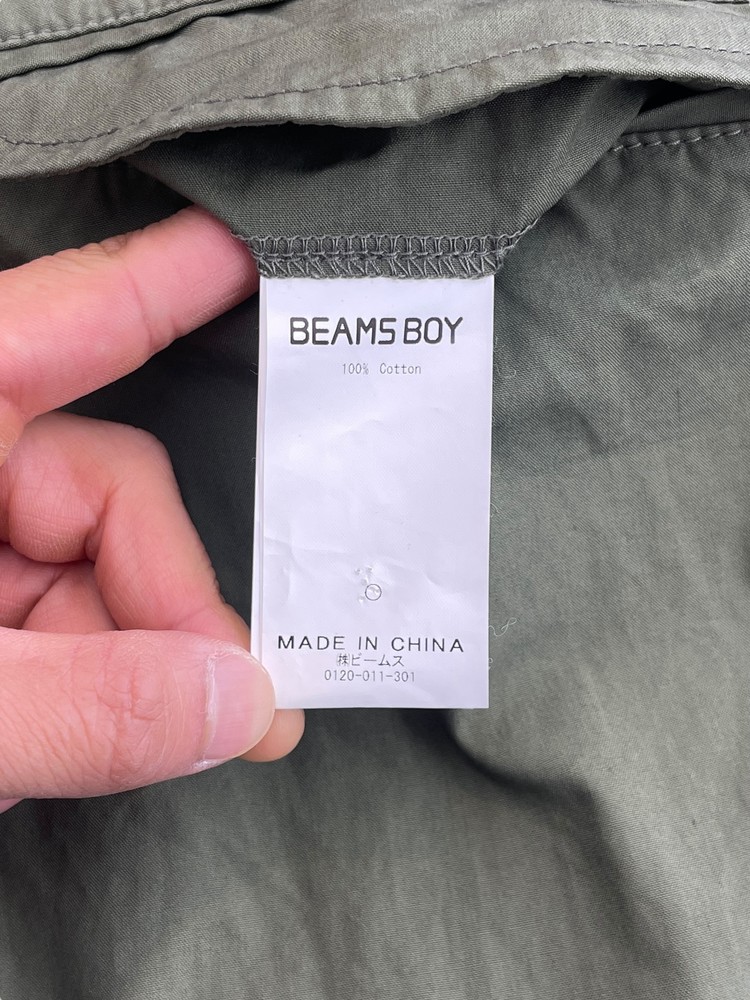 BEAMS BOY
100% Cotton
MADE IN CHINA
㈱ビームス
0120-011-301